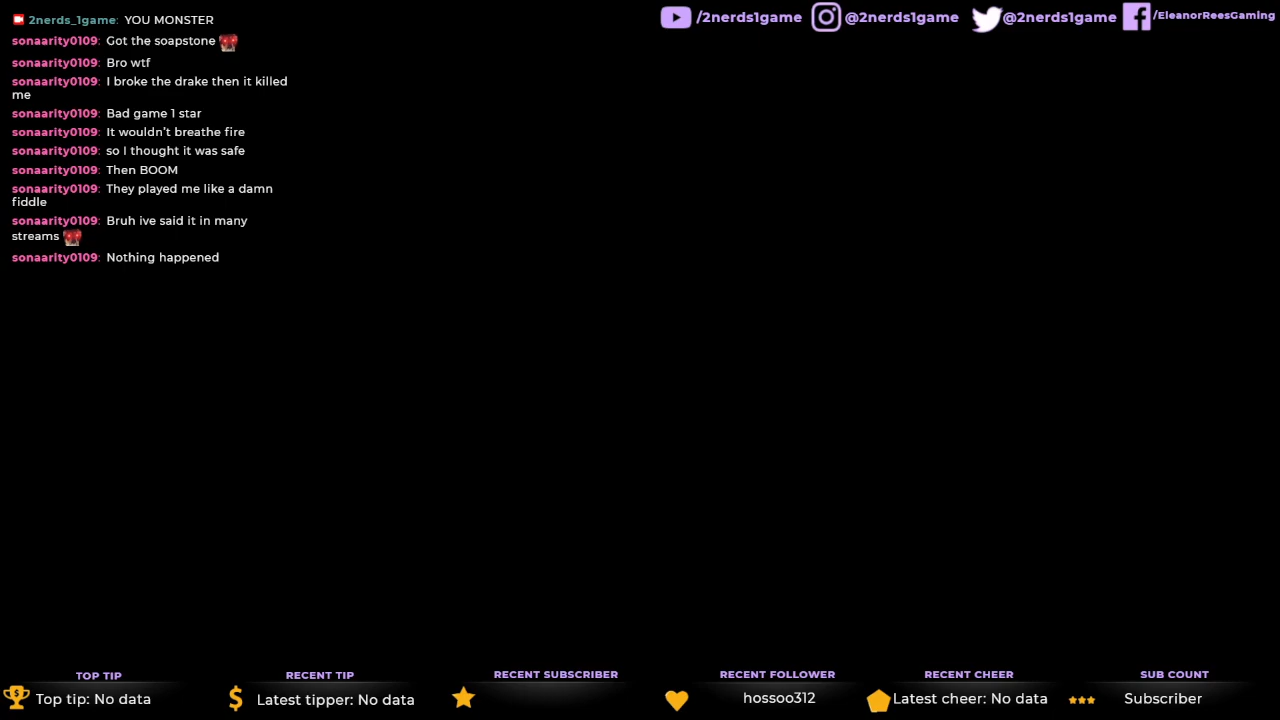 2nerds_1game: YOU MONSTER
sonaarity0109: Got the soapstone
sonaarity0109: Bro wtf
sonaarity0109: I broke the drake then it killed
me
sonaarity0109: Bad game 1 star
sonaarity0109: It wouldn't breathe fire
sonaarity0109: so I thought it was safe
sonaarity0109: Then BOOM
sonaarity0109: They played me like a damn
fiddle
sonaarity0109: Bruh ive said it in many
streams
sonaarity0109: Nothing happened
/2nerds1game @2nerds1game @2nerds1game /EleanorReesGaming
TOP TIP RECENT TIP RECENT SUBSCRIBER RECENT FOLLOWER RECENT CHEER SUB COUNT
Top tip: No data Latest tipper: No data hossoo312 Latest cheer: No data Subscriber